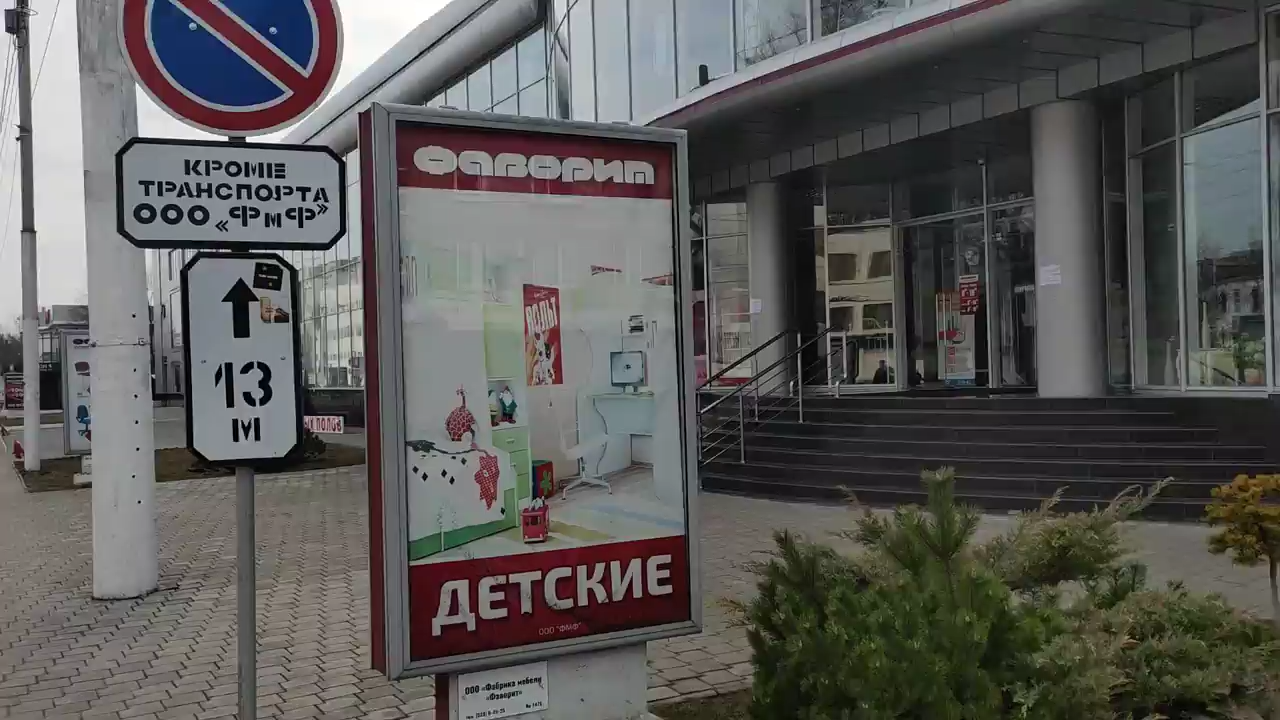 КРОМЕ
ТРАНСПОРТА
ООО «ФМФ»
13
М
ФАВОРИТ
ДЕТСКИЕ
ООО "ФМФ"
ООО «Фабрика мебели
«Фаворит»